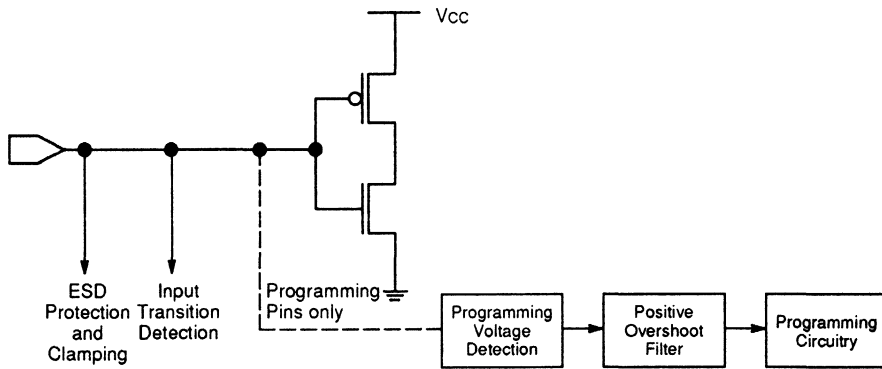 Vcc
ESD
Protection
and
Clamping
Input
Transition
Detection
Programming
Pins only
Programming
Voltage
Detection
Positive
Overshoot
Filter
Programming
Circuitry